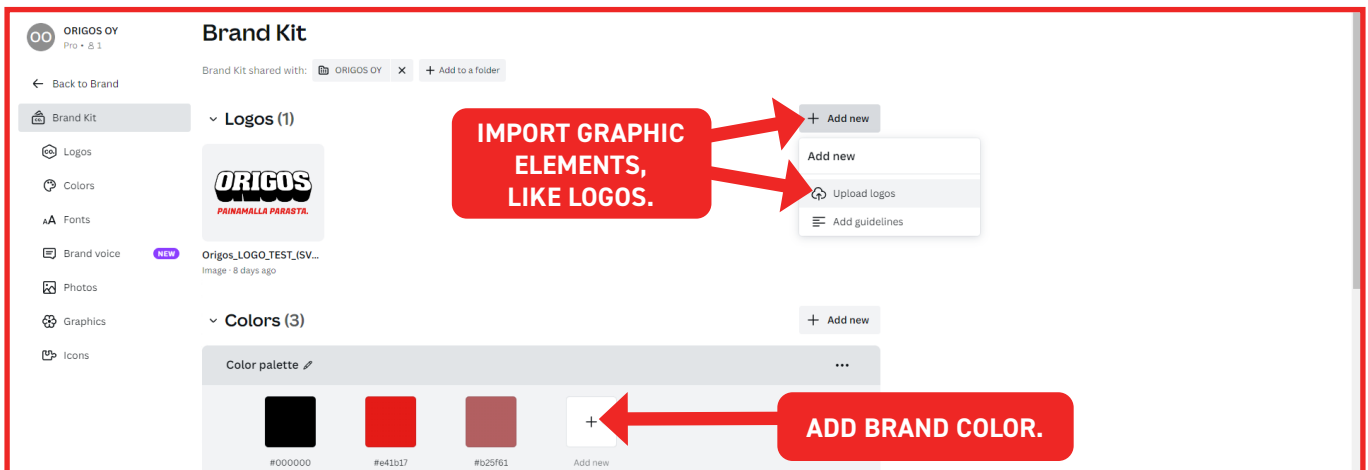 OO
ORIGOS OY
Pro • 1
Brand Kit
Brand Kit shared with: ORIGOS OY × + Add to a folder
← Back to Brand
Brand Kit
Logos
Colors
AA Fonts
Brand voice NEW
Photos
Graphics
Icons
Logos (1)
+ Add new
IMPORT GRAPHIC
ELEMENTS,
LIKE LOGOS.
Add new
Upload logos
Add guidelines
ORIGOS
PAINAMALLA PARASTA.
Origos_LOGO_TEST_(SV...
Image · 8 days ago
Colors (3)
+ Add new
Color palette
...
+
ADD BRAND COLOR.
#000000 #e41b17 #b25f61 Add new